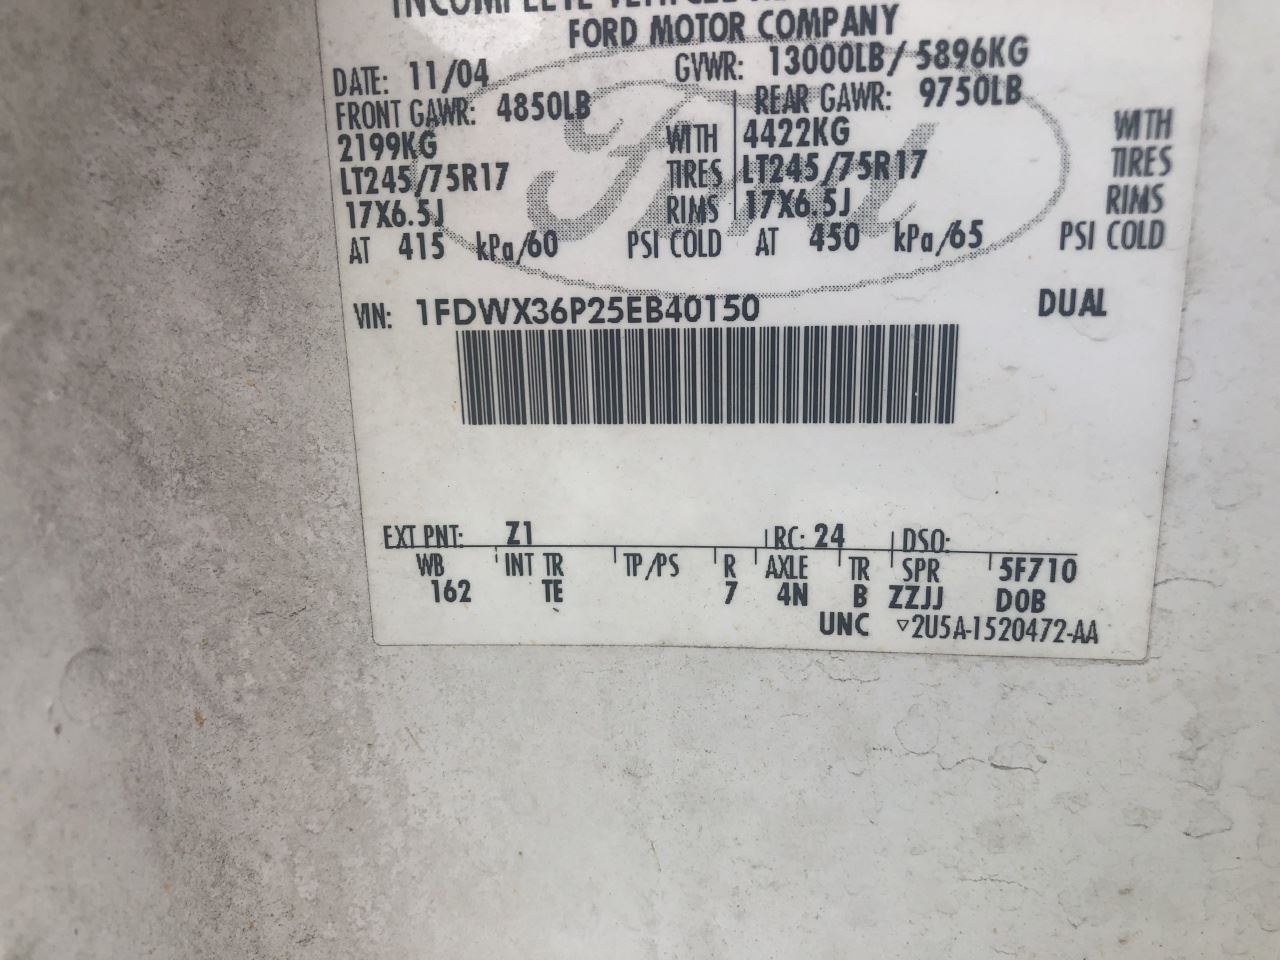 INCOMPLETE VEHICLE
FORD MOTOR COMPANY
DATE: 11/04 GVWR: 13000LB/ 5896KG
FRONT GAWR: 4850LB REAR GAWR: 9750LB
2199KG WITH 4422KG WITH
LT245/75R17 TIRES LT245/75R17 TIRES
17X6.5J RIMS 17X6.5J RIMS
AT 415 kPa/60 PSI COLD AT 450 kPa/65 PSI COLD
VIN: 1FDWX36P25EB40150 DUAL
EXT PNT: Z1 RC: 24 DSO:
WB INT TR TP/PS R AXLE TR SPR 5F710
162 TE 7 4N B ZZJJ DOB
UNC ▽2U5A-1520472-AA
Ford